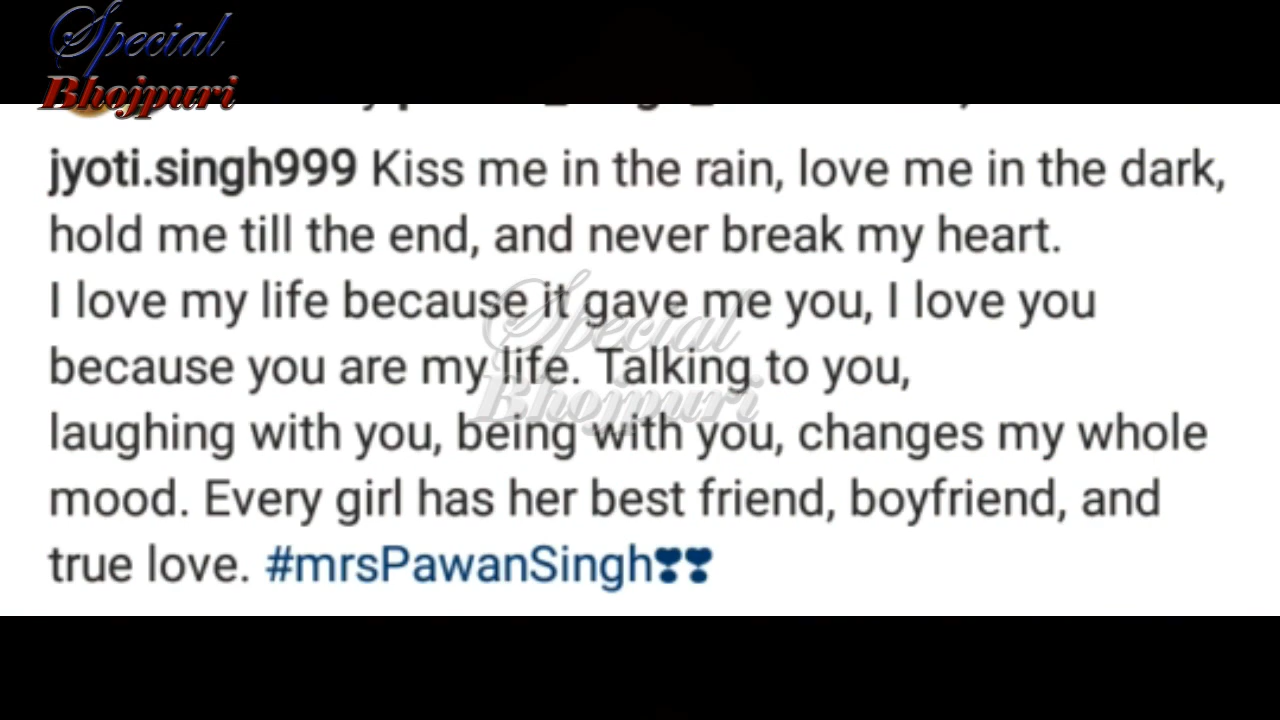 Special
Bhojpuri
jyoti.singh999 Kiss me in the rain, love me in the dark,
hold me till the end, and never break my heart.
I love my life because it gave me you, I love you
because you are my life. Talking to you,
laughing with you, being with you, changes my whole
mood. Every girl has her best friend, boyfriend, and
true love. #mrsPawanSingh❣❣
Special
Bhojpuri